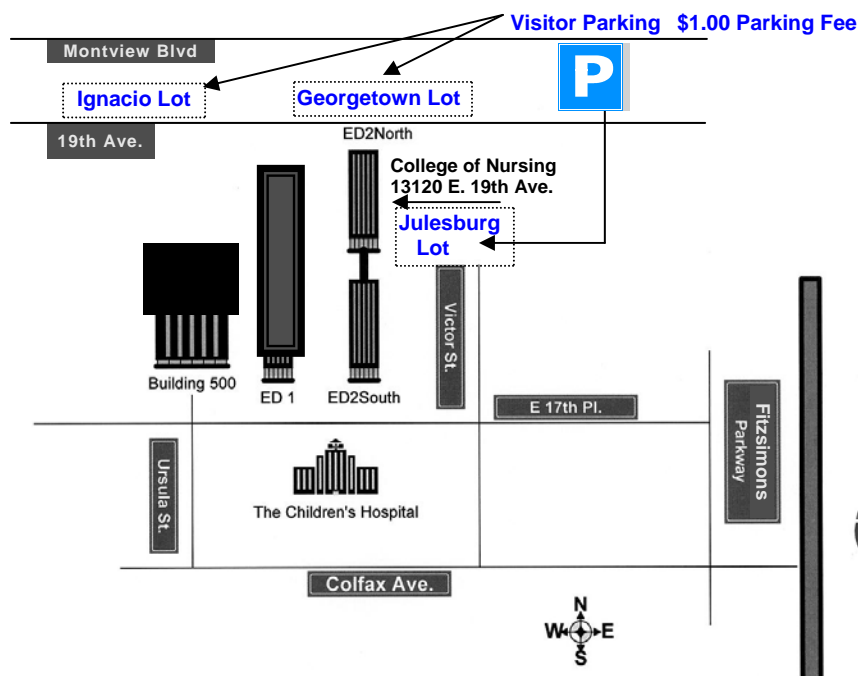 Visitor Parking $1.00 Parking Fee
Montview Blvd
Ignacio Lot
Georgetown Lot
P
19th Ave.
ED2North
College of Nursing
13120 E. 19th Ave.
Julesburg
Lot
Victor St.
Building 500
ED 1
ED2South
E 17th Pl.
Fitzsimons
Parkway
Ursula St.
The Children's Hospital
Colfax Ave.
N
W
E
S